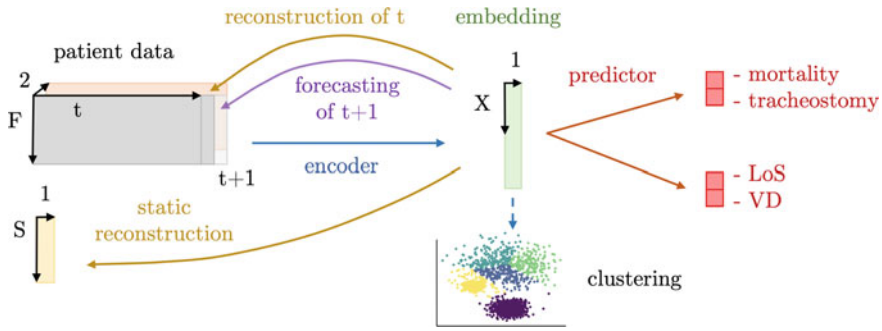 reconstruction of t
embedding
patient data
1
2
predictor
- mortality
- tracheostomy
forecasting
of t+1
t
X
F
encoder
t+1
- LoS
- VD
1
static
reconstruction
S
clustering